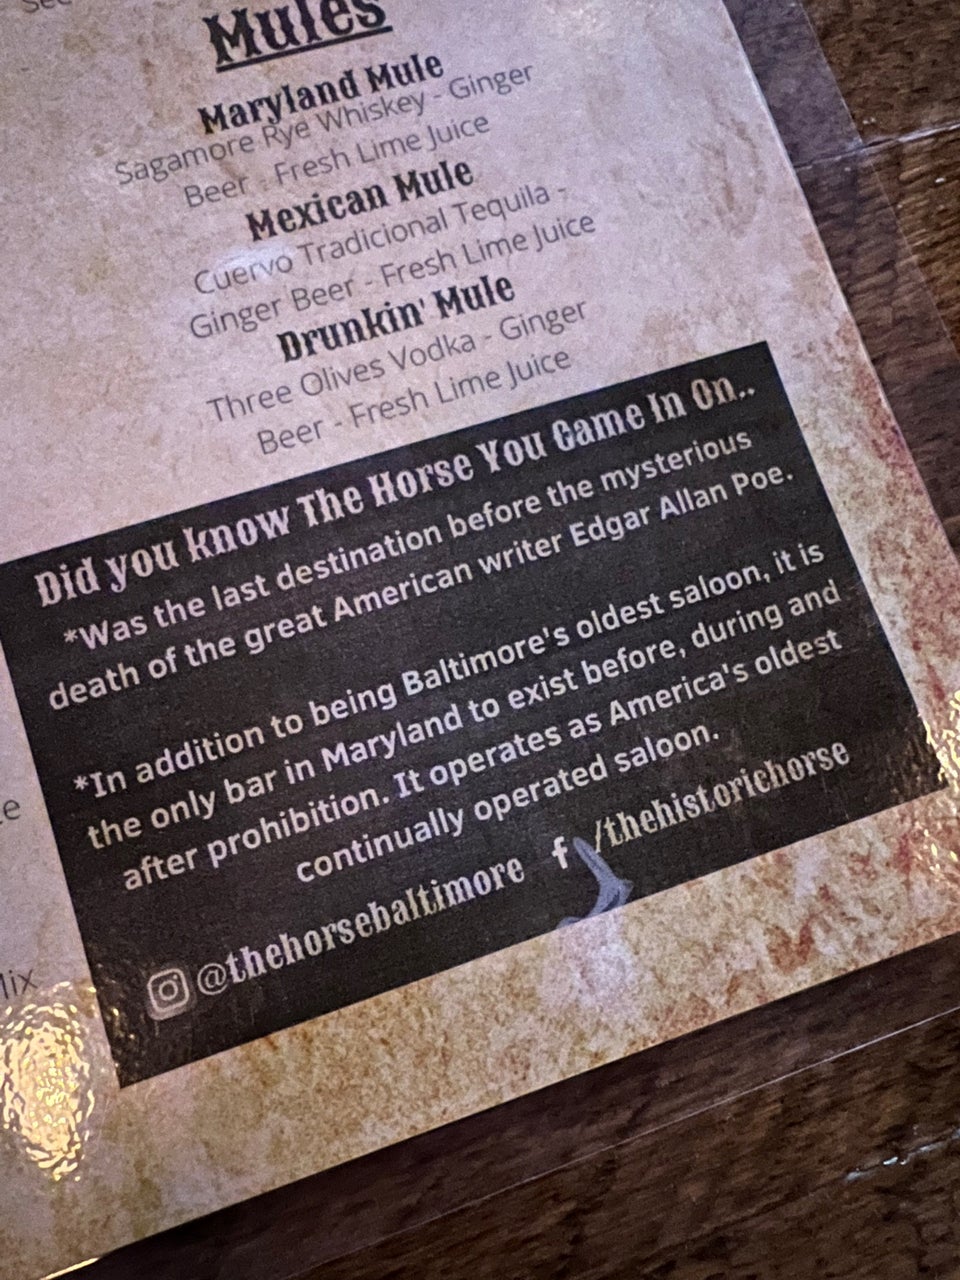 Mules
Maryland Mule
Sagamore Rye Whiskey - Ginger
Beer - Fresh Lime Juice
Mexican Mule
Cuervo Tradicional Tequila -
Ginger Beer - Fresh Lime Juice
Drunkin' Mule
Three Olives Vodka - Ginger
Beer - Fresh Lime Juice
Did you know The Horse You Came In On..
*Was the last destination before the mysterious
death of the great American writer Edgar Allan Poe.
*In addition to being Baltimore's oldest saloon, it is
the only bar in Maryland to exist before, during and
after prohibition. It operates as America's oldest
continually operated saloon.
@thehorsebaltimore f /thehistorichorse